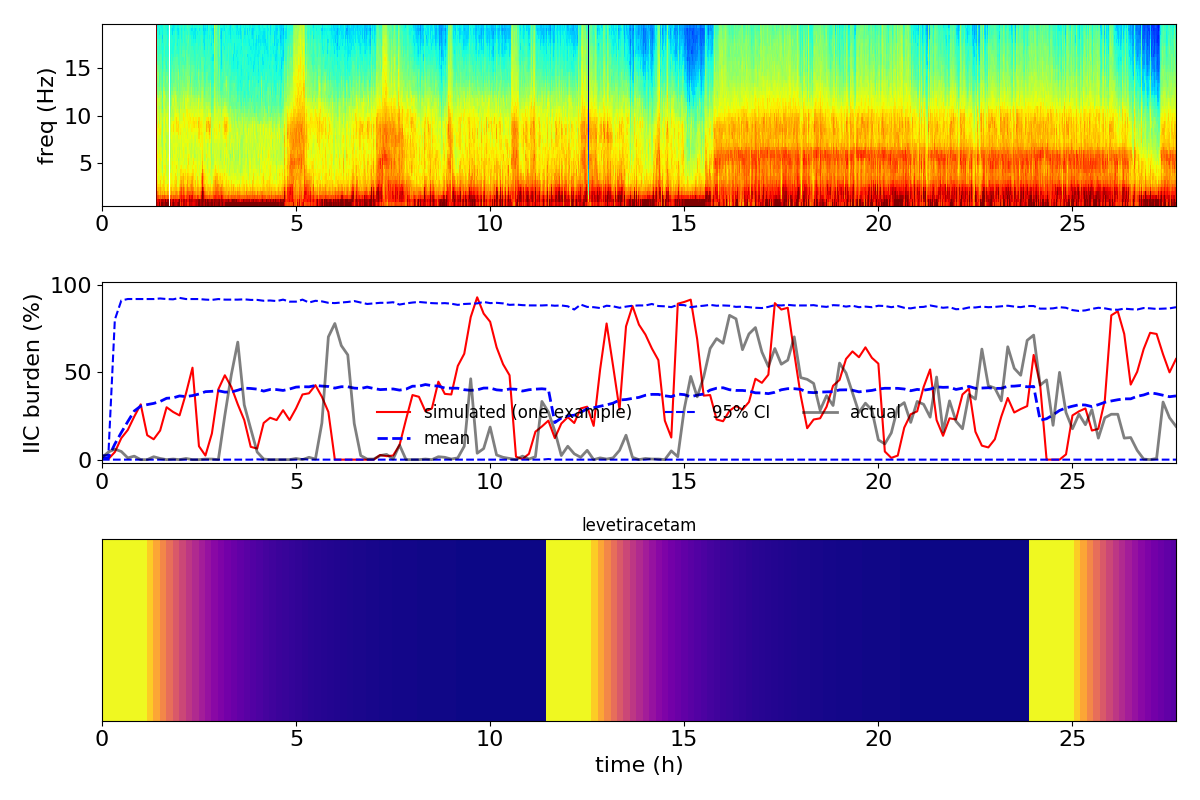 freq (Hz)
15
10
5
0 5 10 15 20 25
IIC burden (%)
100
50
0
simulated (one example) 95% CI actual
mean
0 5 10 15 20 25
levetiracetam
0 5 10 15 20 25
time (h)